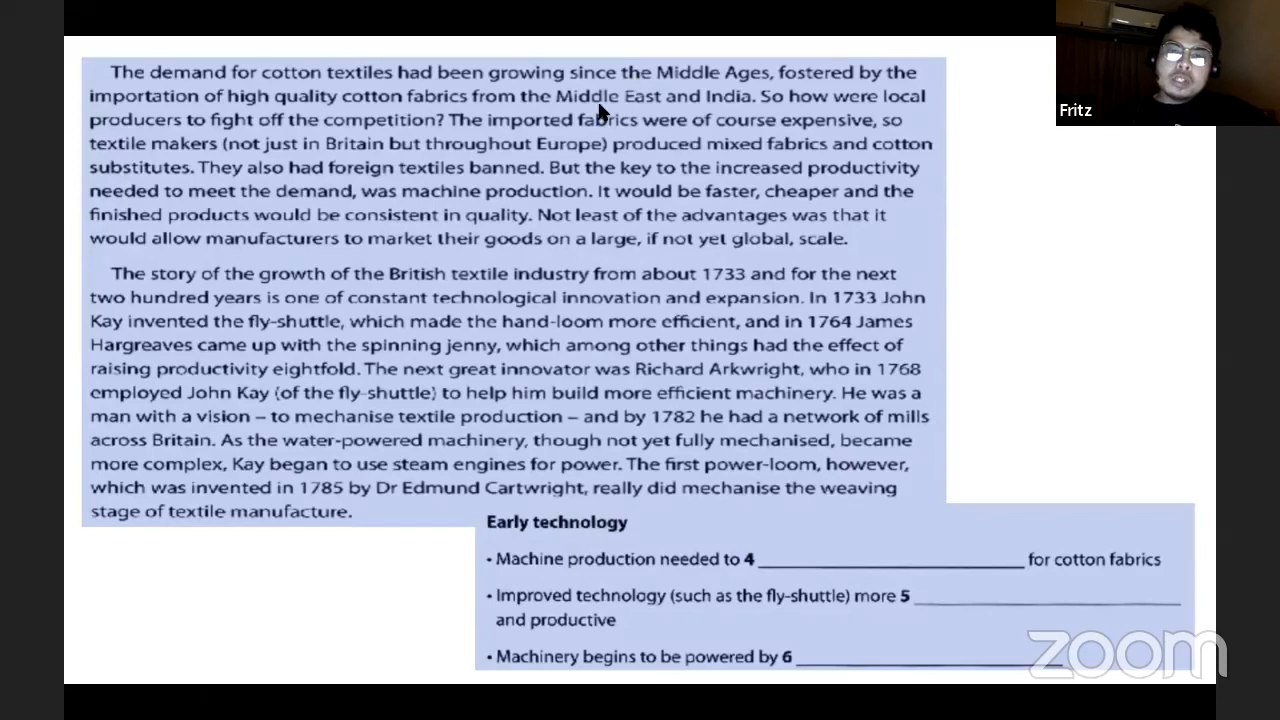 The demand for cotton textiles had been growing since the Middle Ages, fostered by the
importation of high quality cotton fabrics from the Middle East and India. So how were local
producers to fight off the competition? The imported fabrics were of course expensive, so
textile makers (not just in Britain but throughout Europe) produced mixed fabrics and cotton
substitutes. They also had foreign textiles banned. But the key to the increased productivity
needed to meet the demand, was machine production. It would be faster, cheaper and the
finished products would be consistent in quality. Not least of the advantages was that it
would allow manufacturers to market their goods on a large, if not yet global, scale.
The story of the growth of the British textile industry from about 1733 and for the next
two hundred years is one of constant technological innovation and expansion. In 1733 John
Kay invented the fly-shuttle, which made the hand-loom more efficient, and in 1764 James
Hargreaves came up with the spinning jenny, which among other things had the effect of
raising productivity eightfold. The next great innovator was Richard Arkwright, who in 1768
employed John Kay (of the fly-shuttle) to help him build more efficient machinery. He was a
man with a vision – to mechanise textile production – and by 1782 he had a network of mills
across Britain. As the water-powered machinery, though not yet fully mechanised, became
more complex, Kay began to use steam engines for power. The first power-loom, however,
which was invented in 1785 by Dr Edmund Cartwright, really did mechanise the weaving
stage of textile manufacture.
Early technology
• Machine production needed to 4 ____________________ for cotton fabrics
• Improved technology (such as the fly-shuttle) more 5 ____________________
and productive
• Machinery begins to be powered by 6 ____________________
Fritz
zoom